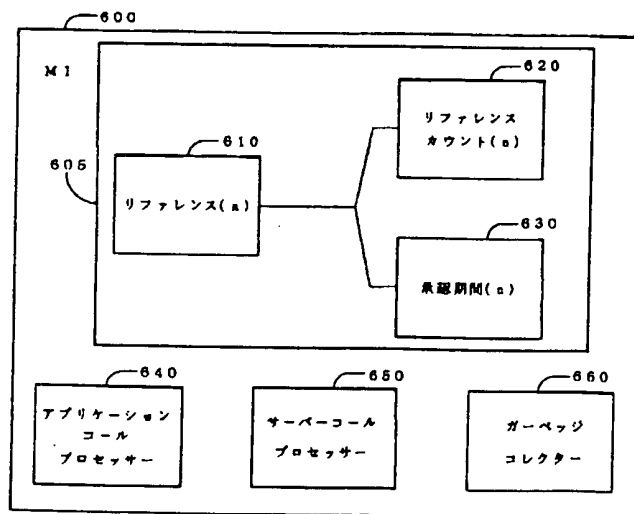 600
M1
605
610
リファレンス(n)
620
リファレンス
カウント(n)
630
承認期間(n)
640
アプリケーション
コール
プロセッサー
650
サーバーコール
プロセッサー
660
ガーベッジ
コレクター